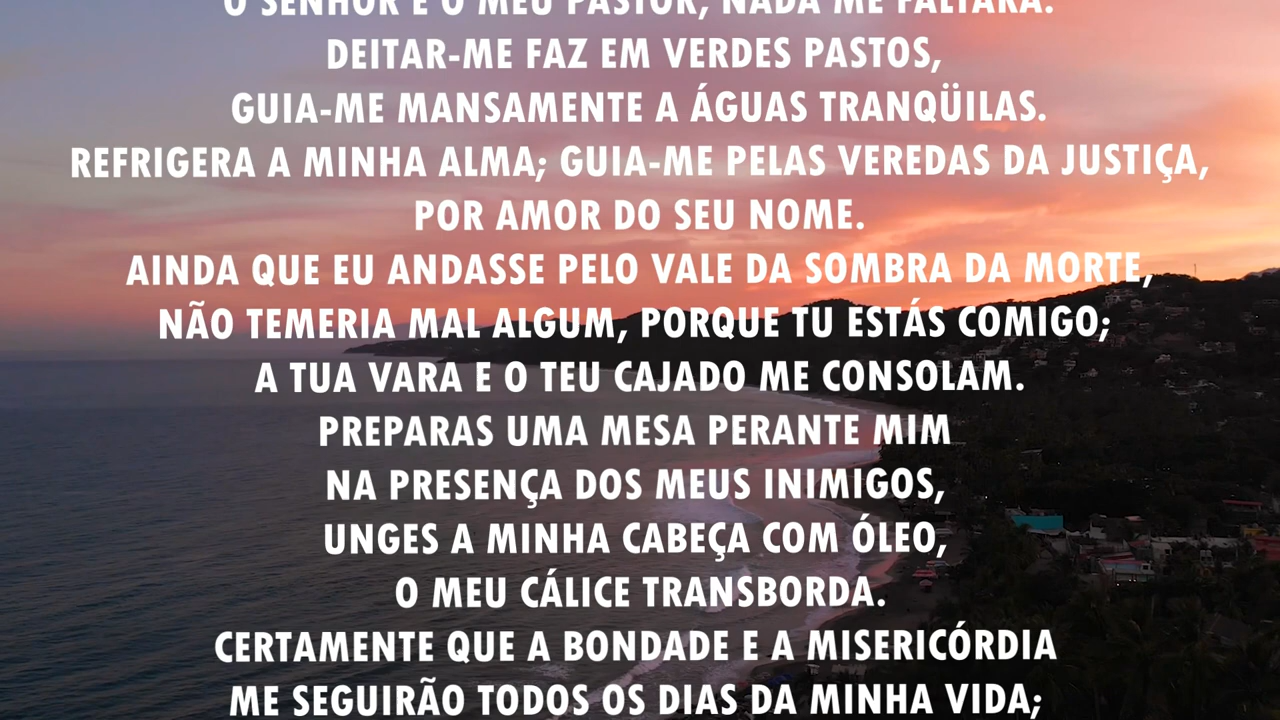 O SENHOR É O MEU PASTOR, NADA ME FALTARÁ.
DEITAR-ME FAZ EM VERDES PASTOS,
GUIA-ME MANSAMENTE A ÁGUAS TRANQÜILAS.
REFRIGERA A MINHA ALMA; GUIA-ME PELAS VEREDAS DA JUSTIÇA,
POR AMOR DO SEU NOME.
AINDA QUE EU ANDASSE PELO VALE DA SOMBRA DA MORTE,
NÃO TEMERIA MAL ALGUM, PORQUE TU ESTÁS COMIGO;
A TUA VARA E O TEU CAJADO ME CONSOLAM.
PREPARAS UMA MESA PERANTE MIM
NA PRESENÇA DOS MEUS INIMIGOS,
UNGES A MINHA CABEÇA COM ÓLEO,
O MEU CÁLICE TRANSBORDA.
CERTAMENTE QUE A BONDADE E A MISERICÓRDIA
ME SEGUIRÃO TODOS OS DIAS DA MINHA VIDA;